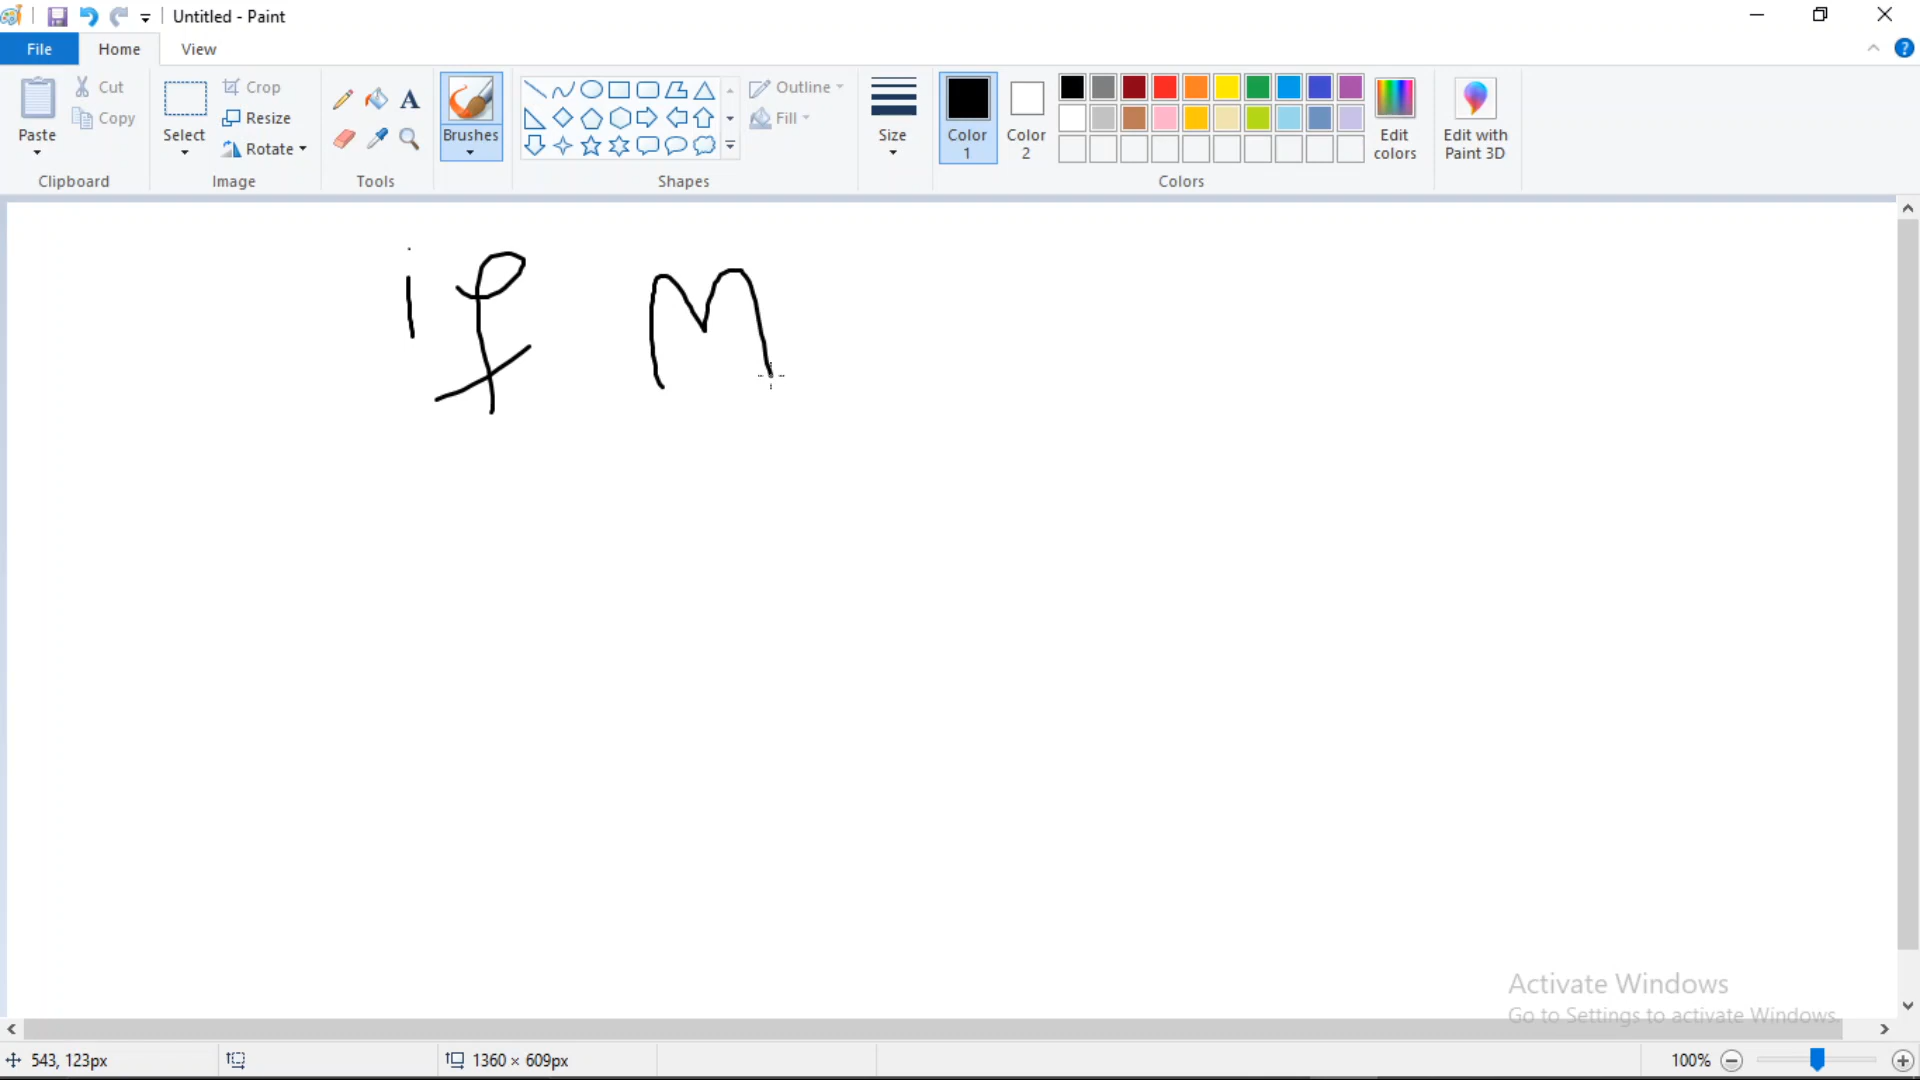 Untitled - Paint
File Home View
Paste Cut Copy Clipboard
Select Crop Resize Rotate Image
Tools
Brushes
Shapes Outline Fill
Size
Color 1 Color 2
Edit colors
Colors
Edit with Paint 3D
if M
Activate Windows
Go to Settings to activate Windows.
543, 123px 1360 × 609px 100%